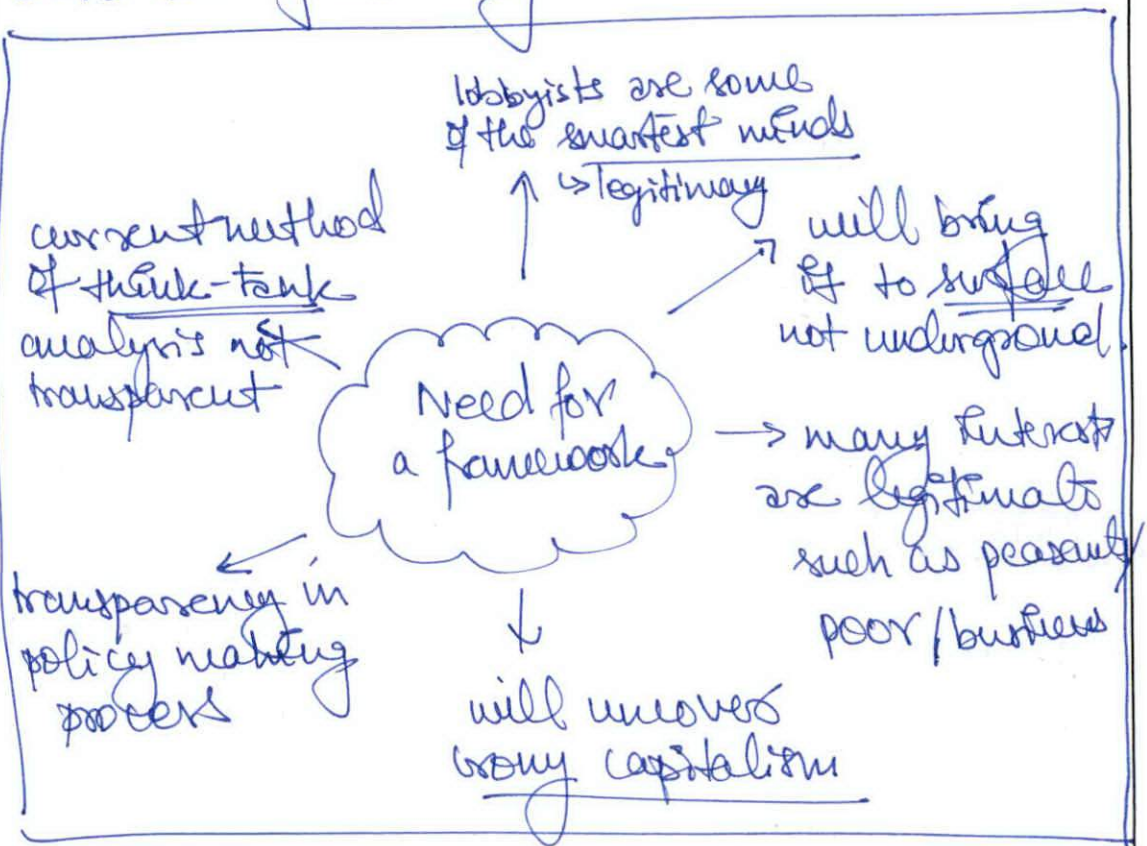 lobbyists are some
of the smartest minds
↳ legitimacy
will bring
it to surface
not underground
many interests
are legitimate
such as peasants/
poor/business
will uncover
crony capitalism
transparency in
policy making
process
current method
of think-tank
analysis not
transparent
Need for
a framework